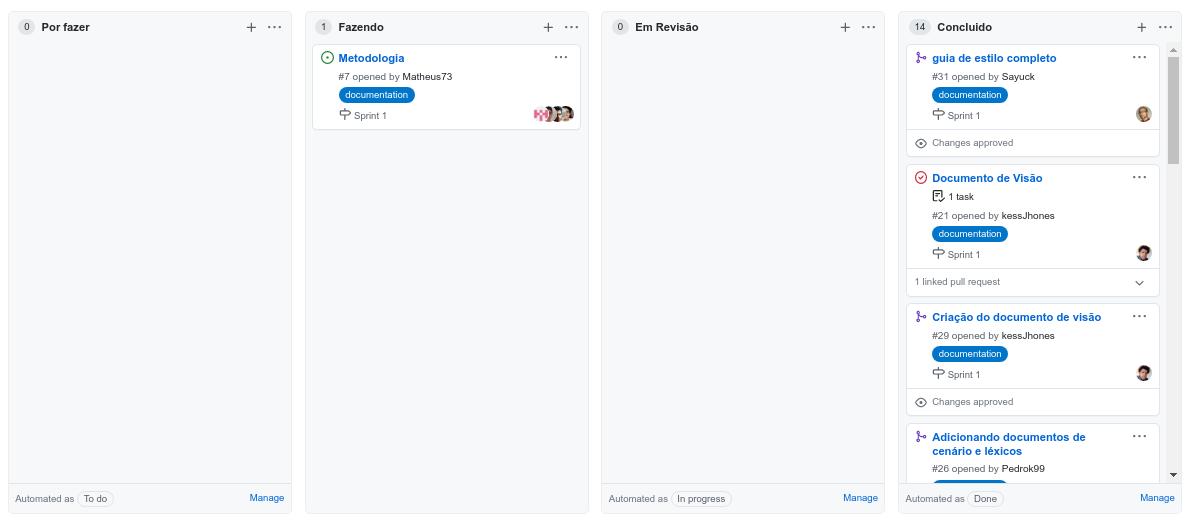 0 Por fazer
1 Fazendo
Metodologia
#7 opened by Matheus73
documentation
Sprint 1
0 Em Revisão
14 Concluido
guia de estilo completo
#31 opened by Sayuck
documentation
Sprint 1
Changes approved
Documento de Visão
1 task
#21 opened by kessJhones
documentation
Sprint 1
1 linked pull request
Criação do documento de visão
#29 opened by kessJhones
documentation
Sprint 1
Changes approved
Adicionando documentos de
cenário e léxicos
#26 opened by Pedrok99
Automated as To do Manage
Automated as In progress Manage
Automated as Done Manage